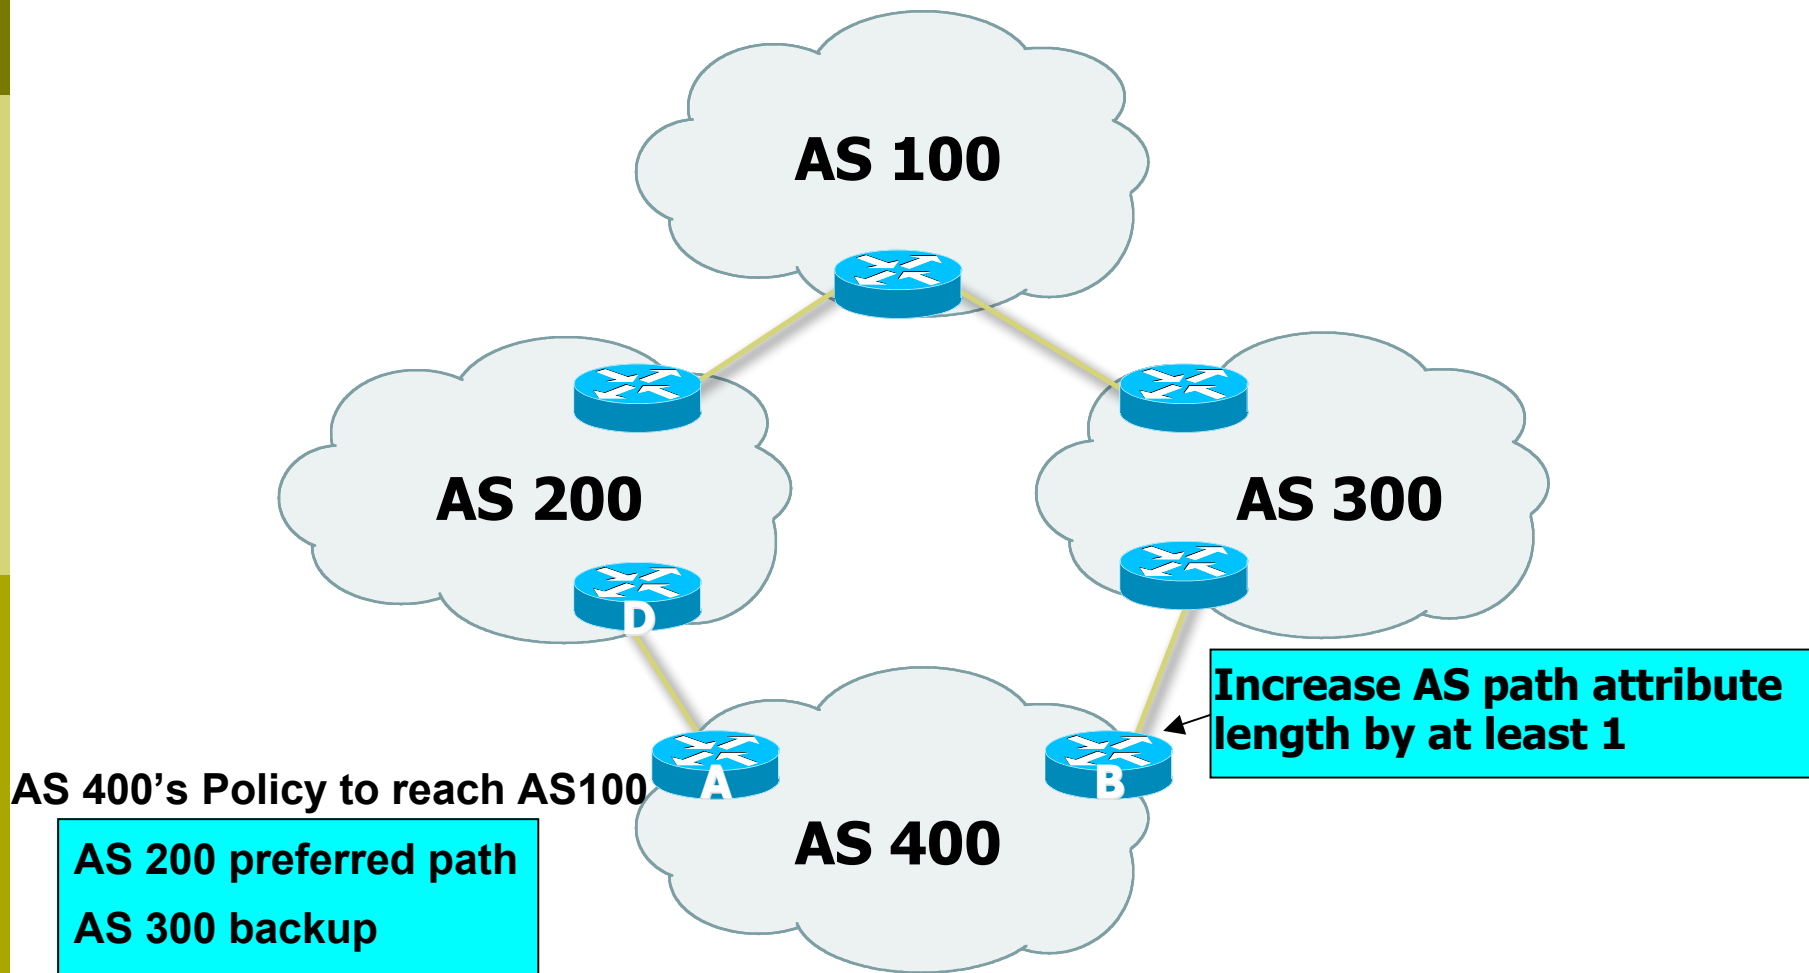 AS 100
AS 200
AS 300
D
Increase AS path attribute
length by at least 1
A
B
AS 400's Policy to reach AS100
AS 400
AS 200 preferred path
AS 300 backup